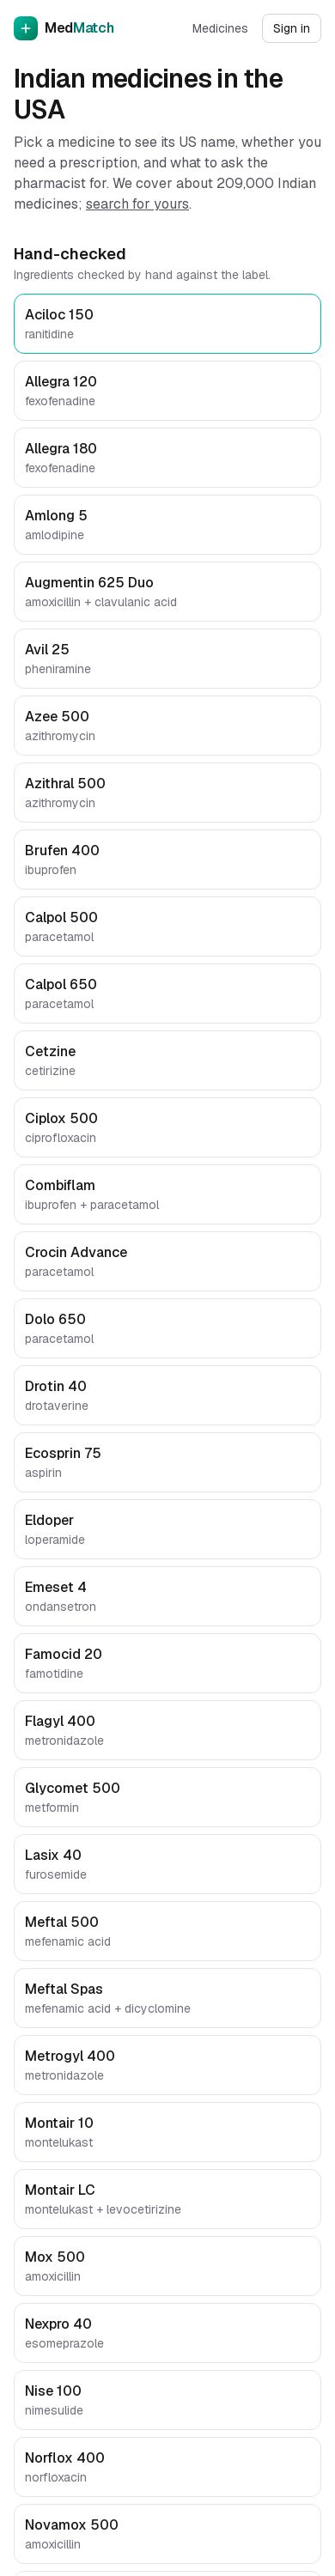 MedMatch
Medicines
Sign in
Indian medicines in the
USA
Pick a medicine to see its US name, whether you
need a prescription, and what to ask the
pharmacist for. We cover about 209,000 Indian
medicines; search for yours.
Hand-checked
Ingredients checked by hand against the label.
Aciloc 150
ranitidine
Allegra 120
fexofenadine
Allegra 180
fexofenadine
Amlong 5
amlodipine
Augmentin 625 Duo
amoxicillin + clavulanic acid
Avil 25
pheniramine
Azee 500
azithromycin
Azithral 500
azithromycin
Brufen 400
ibuprofen
Calpol 500
paracetamol
Calpol 650
paracetamol
Cetzine
cetirizine
Ciplox 500
ciprofloxacin
Combiflam
ibuprofen + paracetamol
Crocin Advance
paracetamol
Dolo 650
paracetamol
Drotin 40
drotaverine
Ecosprin 75
aspirin
Eldoper
loperamide
Emeset 4
ondansetron
Famocid 20
famotidine
Flagyl 400
metronidazole
Glycomet 500
metformin
Lasix 40
furosemide
Meftal 500
mefenamic acid
Meftal Spas
mefenamic acid + dicyclomine
Metrogyl 400
metronidazole
Montair 10
montelukast
Montair LC
montelukast + levocetirizine
Mox 500
amoxicillin
Nexpro 40
esomeprazole
Nise 100
nimesulide
Norflox 400
norfloxacin
Novamox 500
amoxicillin